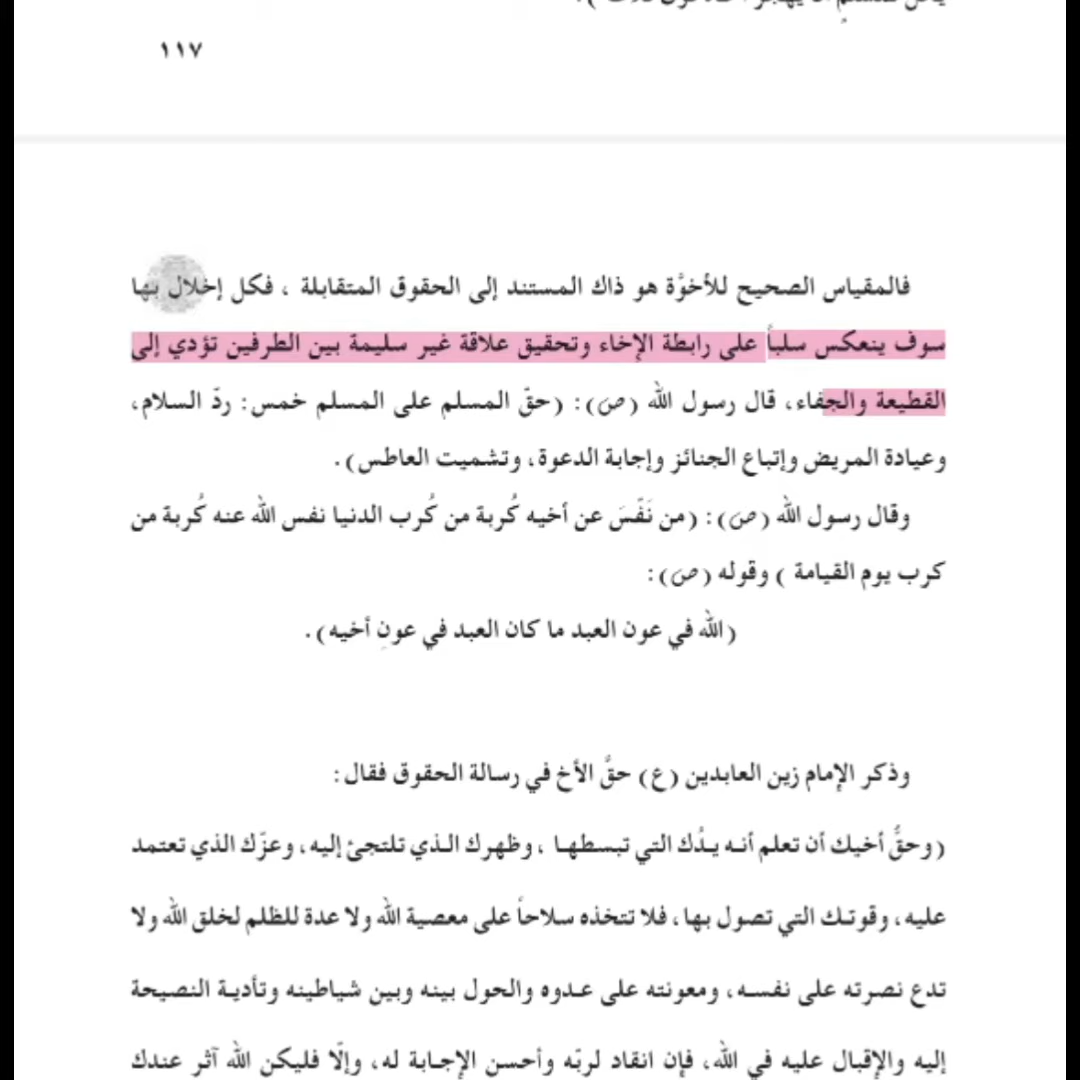 ١١٧
فالمقياس الصحيح للأخوَّة هو ذاك المستند إلى الحقوق المتقابلة ، فكل إخلال بها
سوف ينعكس سلباً على رابطة الإخاء وتحقيق علاقة غير سليمة بين الطرفين تؤدي إلى
القطيعة والجفاء، قال رسول الله (ص): (حقّ المسلم على المسلم خمس: ردّ السلام،
وعيادة المريض وإتباع الجنائز وإجابة الدعوة، وتشميت العاطس).
وقال رسول الله (ص): (من نَفّسَ عن أخيه كُربة من كُرب الدنيا نفس الله عنه كُربة من
كرب يوم القيامة ) وقوله (ص):
(الله في عون العبد ما كان العبد في عونِ أخيه).
وذكر الإمام زين العابدين (ع) حقَّ الأخ في رسالة الحقوق فقال:
(وحقُّ أخيك أن تعلم أنه يدُك التي تبسطها ، وظهرك الذي تلتجئ إليه، وعزّك الذي تعتمد
عليه، وقوتك التي تصول بها، فلا تتخذه سلاحاً على معصية الله ولا عدة للظلم لخلق الله ولا
تدع نصرته على نفسه، ومعونته على عدوه والحول بينه وبين شياطينه وتأدية النصيحة
إليه والإقبال عليه في الله، فإن انقاد لربّه وأحسن الإجابة له، وإلّا فليكن الله آثر عندك